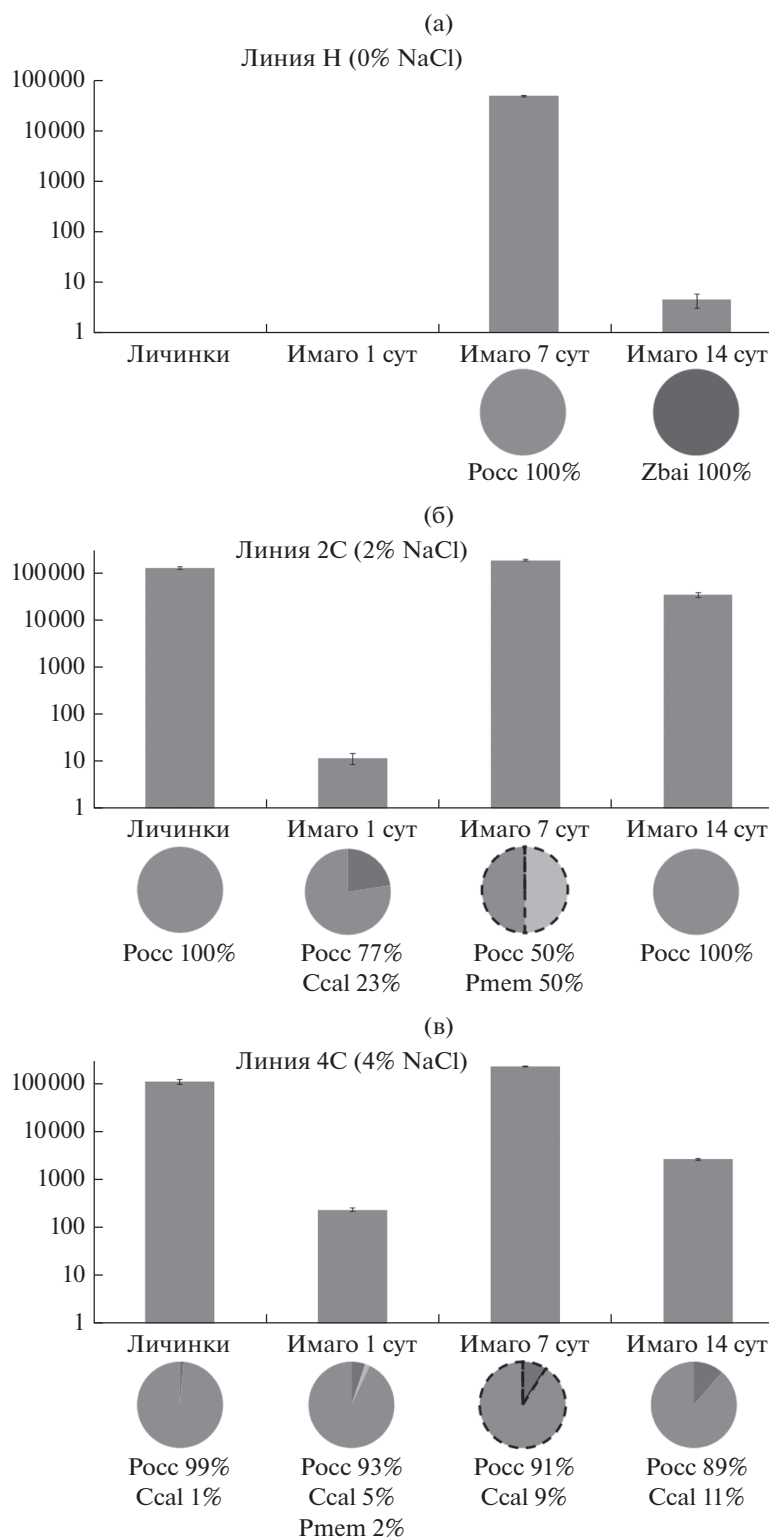 (а)
Линия Н (0% NaCl)
100000
10000
1000
100
10
1
Личинки Имаго 1 сут Имаго 7 сут Имаго 14 сут
Pocc 100% Zbai 100%
(б)
Линия 2С (2% NaCl)
100000
10000
1000
100
10
1
Личинки Имаго 1 сут Имаго 7 сут Имаго 14 сут
Pocc 100% Pocc 77% Pocc 50% Pocc 100%
Ccal 23% Pmem 50%
(в)
Линия 4С (4% NaCl)
100000
10000
1000
100
10
1
Личинки Имаго 1 сут Имаго 7 сут Имаго 14 сут
Pocc 99% Pocc 93% Pocc 91% Pocc 89%
Ccal 1% Ccal 5% Ccal 9% Ccal 11%
Pmem 2%